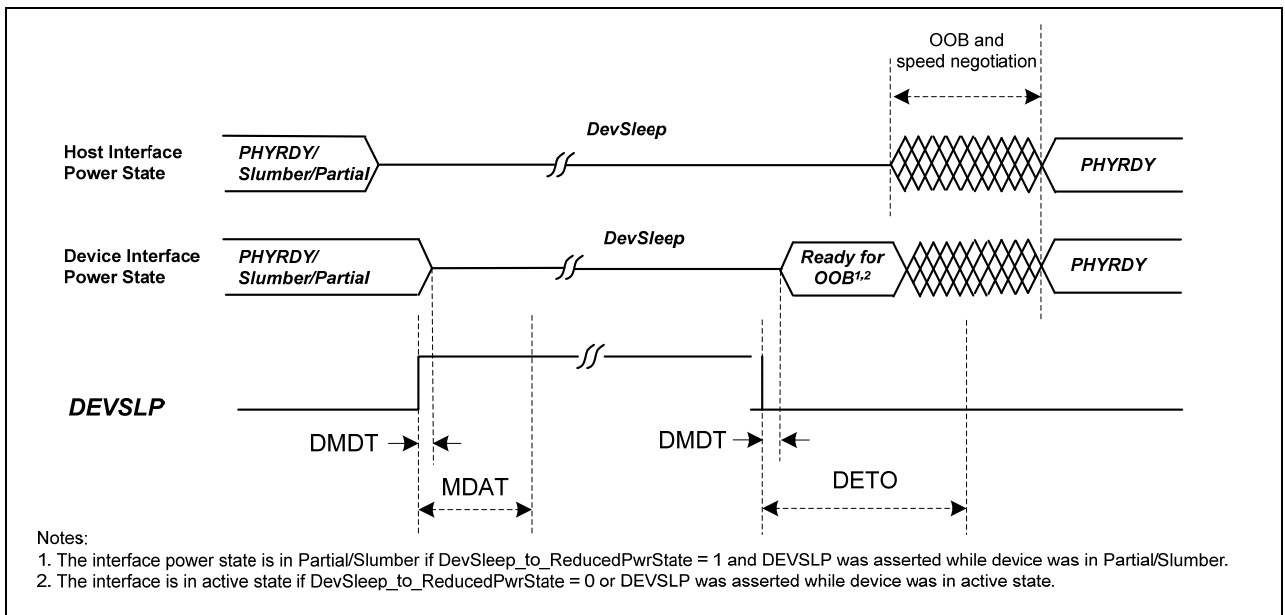 OOB and
speed negotiation
DevSleep
Host Interface
Power State
PHYRDY/
Slumber/Partial
PHYRDY
DevSleep
Device Interface
Power State
PHYRDY/
Slumber/Partial
Ready for
OOB1,2
PHYRDY
DEVSLP
DMDT
DMDT
MDAT
DETO
Notes:
1. The interface power state is in Partial/Slumber if DevSleep_to_ReducedPwrState = 1 and DEVSLP was asserted while device was in Partial/Slumber.
2. The interface is in active state if DevSleep_to_ReducedPwrState = 0 or DEVSLP was asserted while device was in active state.